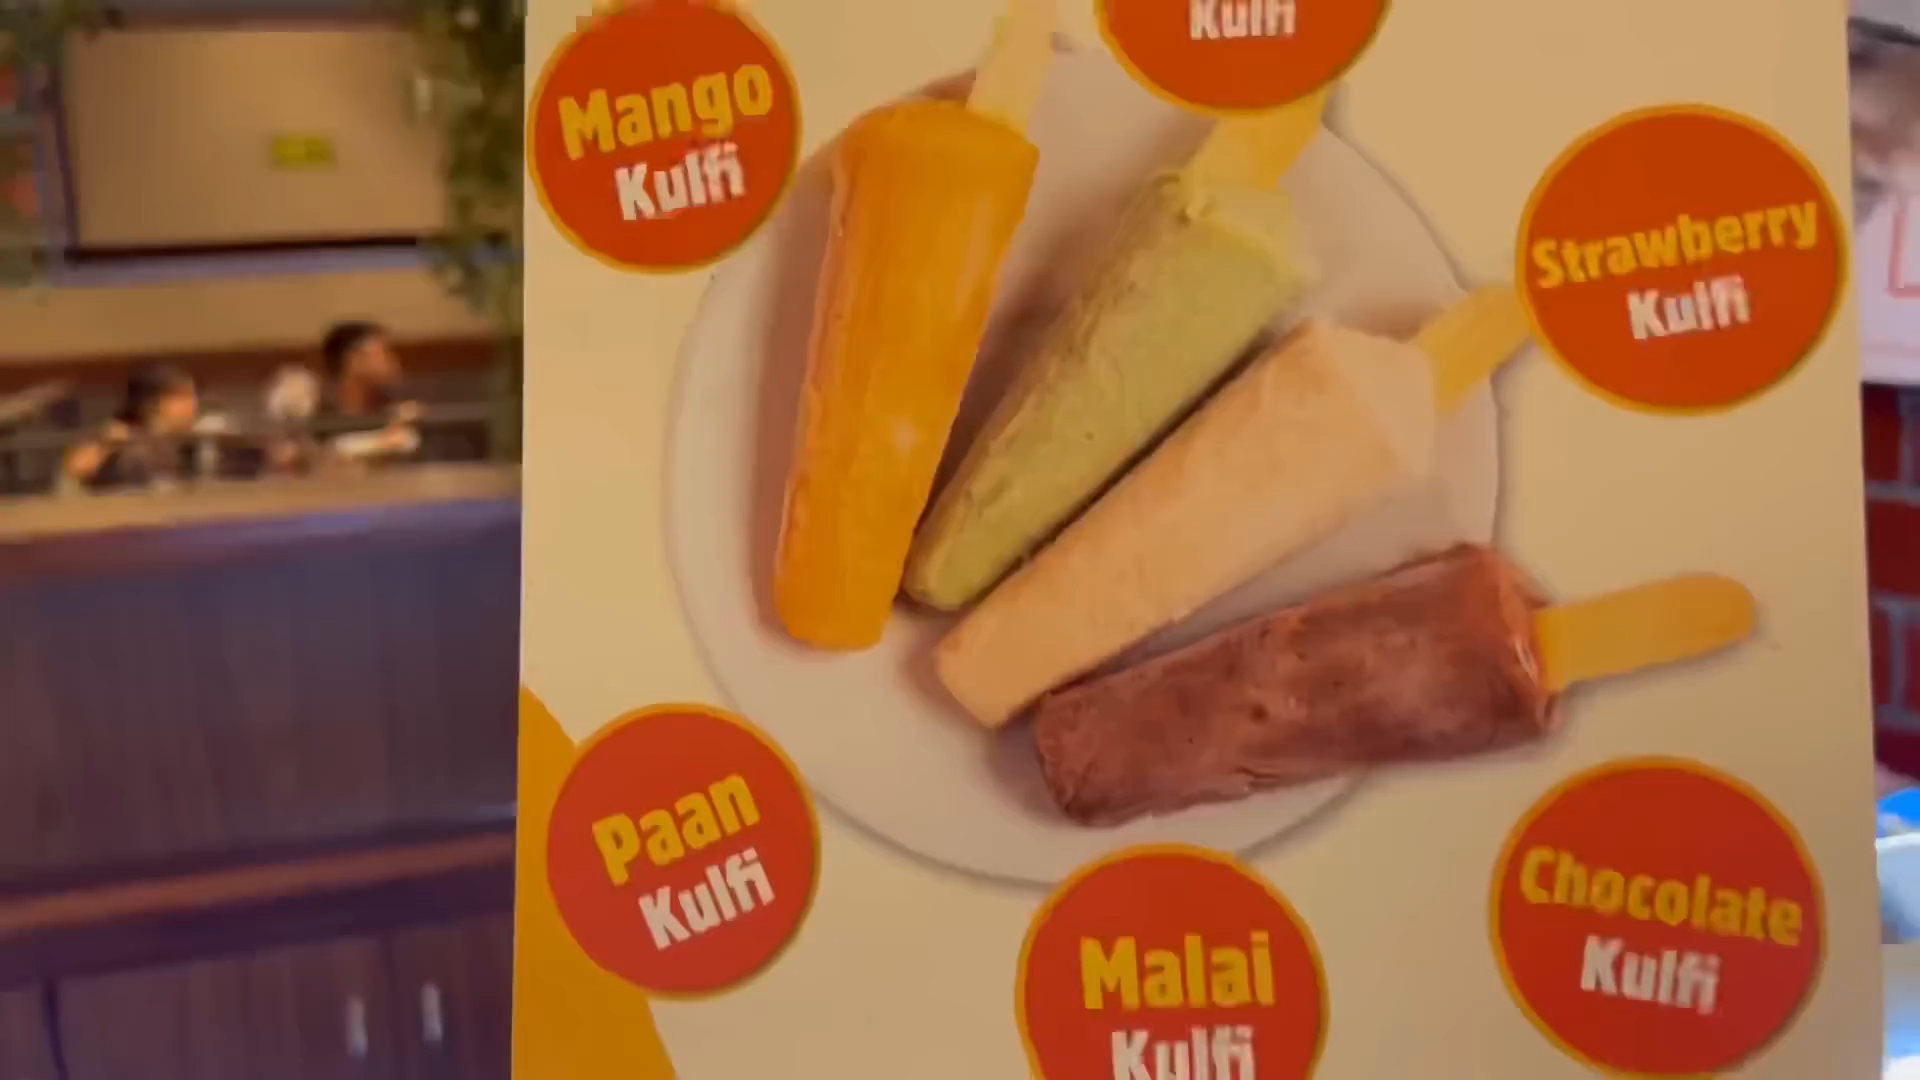 Kulfi
Mango
Kulfi
Strawberry
Kulfi
Paan
Kulfi
Chocolate
Kulfi
Malai
Kulfi